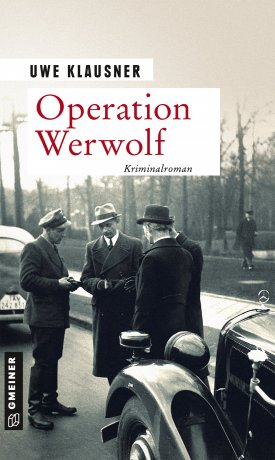 UWE KLAUSNER
Operation
Werwolf
Kriminalroman
GMEINER